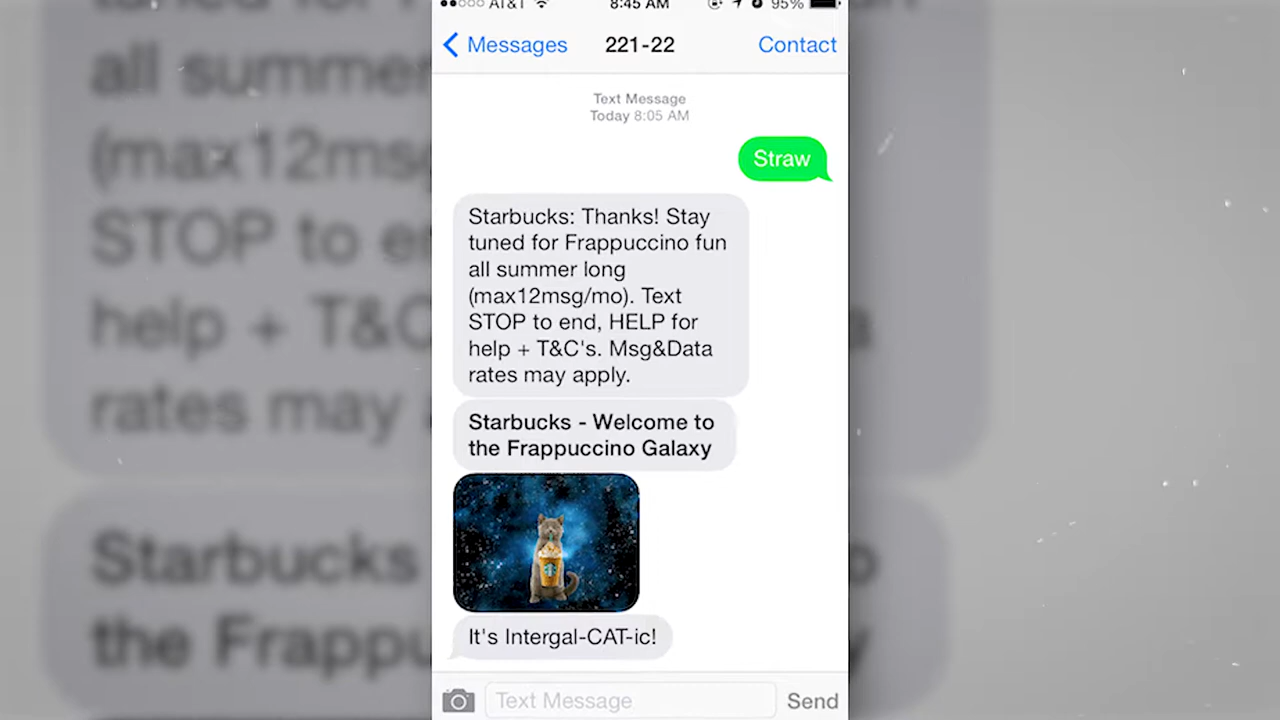 AT&T 8:45 AM 95%
Messages 221-22 Contact
Text Message
Today 8:05 AM
Straw
Starbucks: Thanks! Stay
tuned for Frappuccino fun
all summer long
(max12msg/mo). Text
STOP to end, HELP for
help + T&C's. Msg&Data
rates may apply.
Starbucks - Welcome to
the Frappuccino Galaxy
It's Intergal-CAT-ic!
Text Message Send